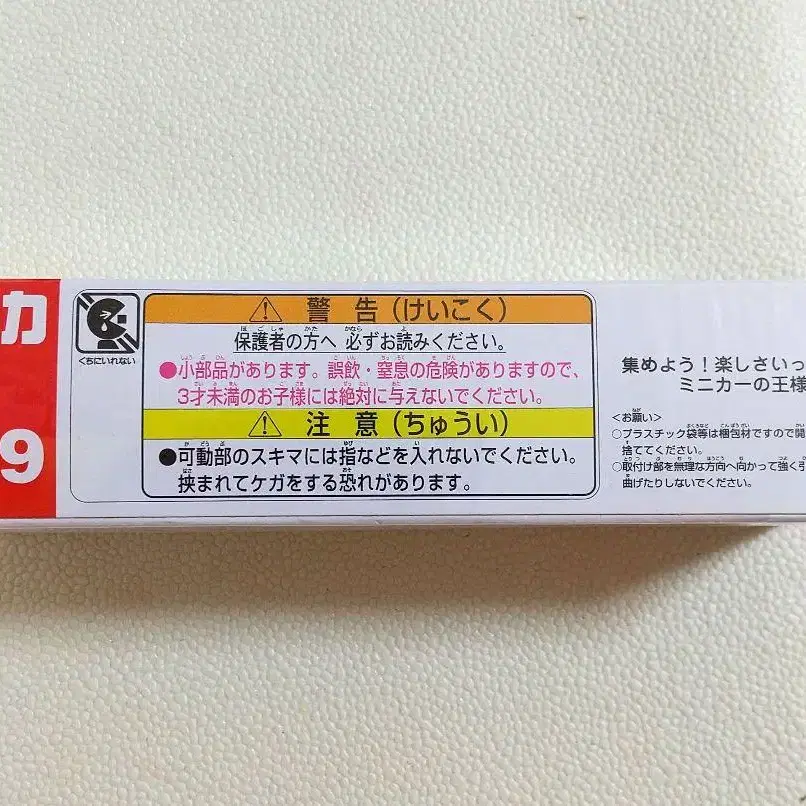 カ
9
くちにいれない
⚠ 警告(けいこく)
保護者の方へ 必ずお読みください。
●小部品があります。誤飲・窒息の危険がありますので、
3才未満のお子様には絶対に与えないでください。
⚠ 注意(ちゅうい)
●可動部のスキマには指などを入れないでください。
挟まれてケガをする恐れがあります。
集めよう!楽しさいっ
ミニカーの王様
<お願い>
○プラスチック袋等は梱包材ですので開
捨ててください。
○取付け部を無理な方向へ向かって強く引
曲げたりしないでください。